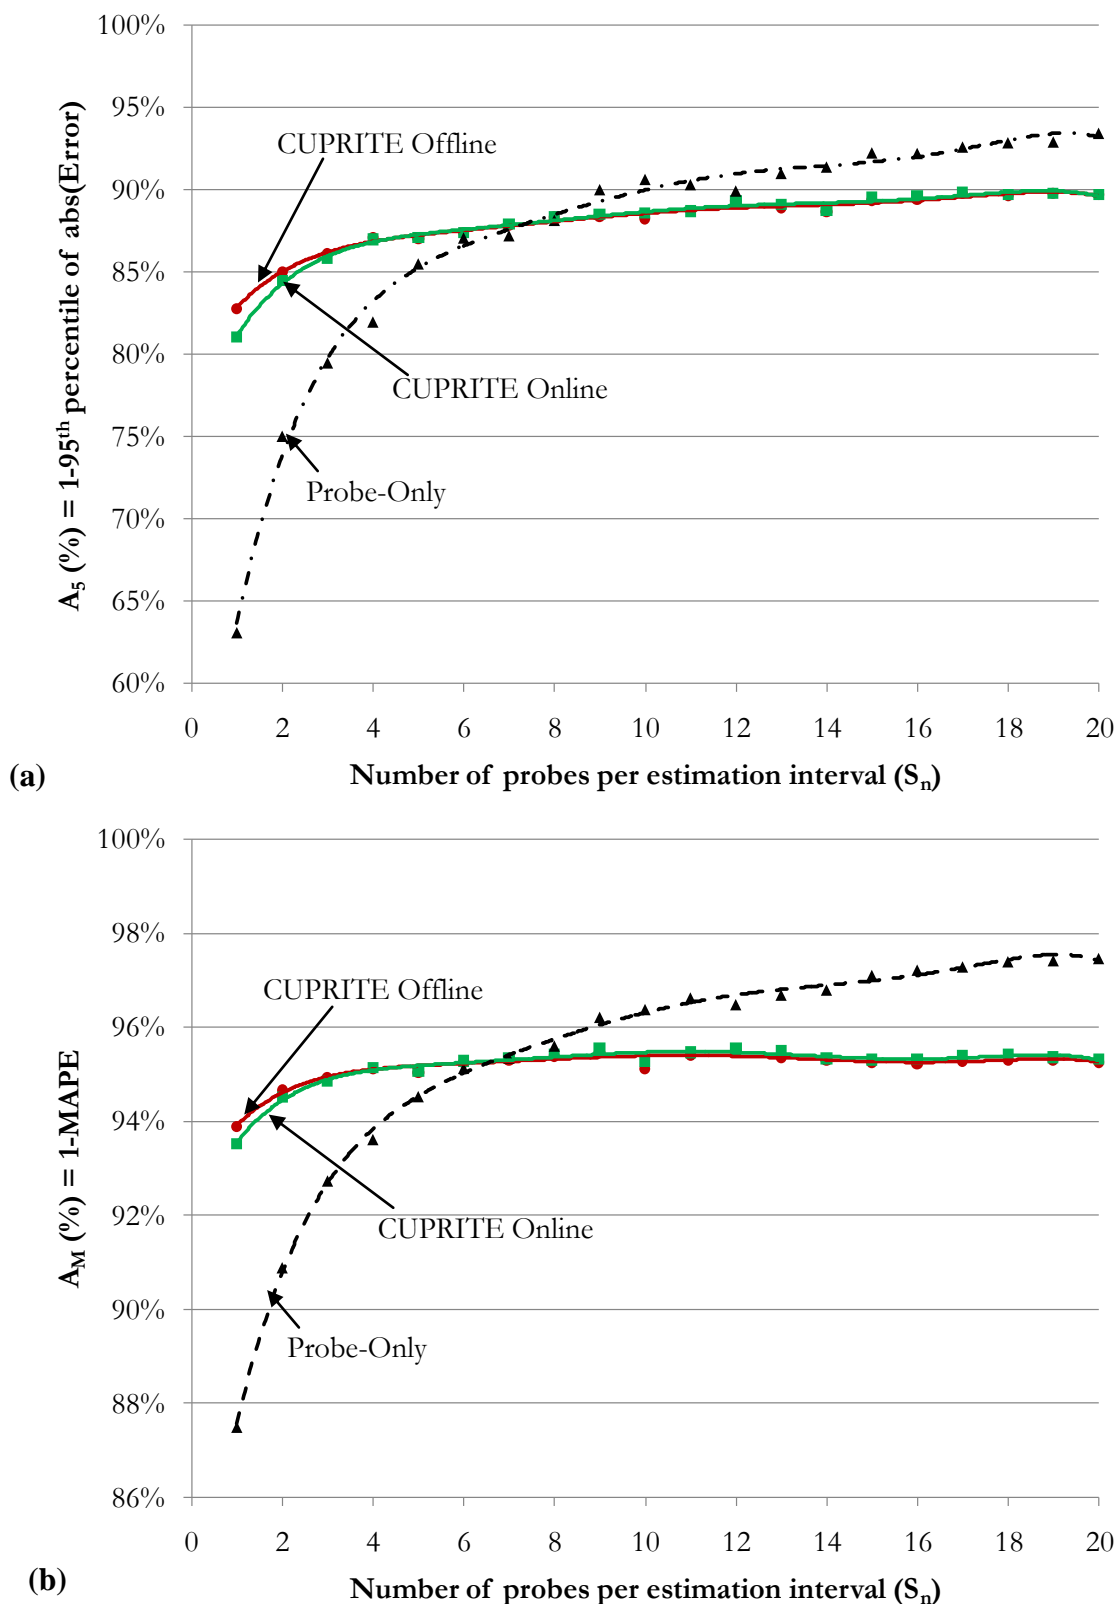 100%
95%
90%
85%
80%
75%
70%
65%
60%
A5 (%) = 1-95th percentile of abs(Error)
CUPRITE Offline
CUPRITE Online
Probe-Only
0 2 4 6 8 10 12 14 16 18 20
(a)
Number of probes per estimation interval (Sn)
100%
98%
96%
94%
92%
90%
88%
86%
AM (%) = 1-MAPE
CUPRITE Offline
CUPRITE Online
Probe-Only
0 2 4 6 8 10 12 14 16 18 20
(b)
Number of probes per estimation interval (Sn)